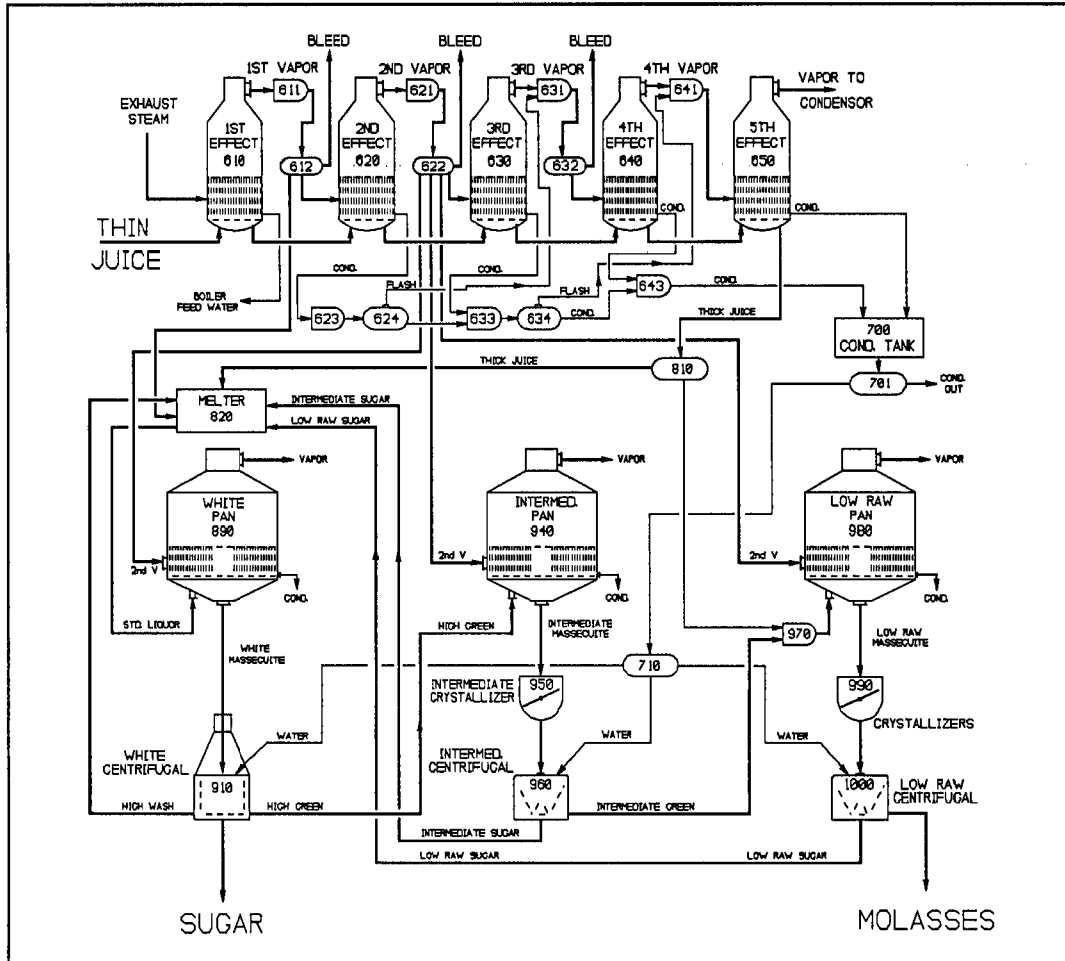 BLEED
BLEED
BLEED
1ST VAPOR
2ND VAPOR
3RD VAPOR
4TH VAPOR
VAPOR TO
CONDENSOR
611
621
631
641
EXHAUST
STEAM
1ST
EFFECT
610
2ND
EFFECT
620
3RD
EFFECT
630
4TH
EFFECT
640
5TH
EFFECT
650
612
622
632
THIN
JUICE
COND.
COND.
COND.
COND.
BOILER
FEED WATER
FLASH
FLASH
623
624
633
634
COND.
643
COND.
THICK JUICE
700
COND. TANK
701
COND.
OUT
THICK JUICE
810
MELTER
820
INTERMEDIATE SUGAR
LOW RAW SUGAR
VAPOR
VAPOR
VAPOR
WHITE
PAN
890
INTERMED.
PAN
940
LOW RAW
PAN
980
2nd V
2nd V
2nd V
COND.
COND.
COND.
STD. LIQUOR
HIGH GREEN
WHITE
MASSECUITE
INTERMEDIATE
MASSECUITE
970
LOW RAW
MASSECUITE
710
INTERMEDIATE
CRYSTALLIZER
950
990
CRYSTALLIZERS
WATER
WATER
WATER
WHITE
CENTRIFUGAL
910
INTERMED.
CENTRIFUGAL
960
1000
LOW RAW
CENTRIFUGAL
HIGH WASH
HIGH GREEN
INTERMEDIATE GREEN
INTERMEDIATE SUGAR
LOW RAW SUGAR
LOW RAW SUGAR
SUGAR
MOLASSES